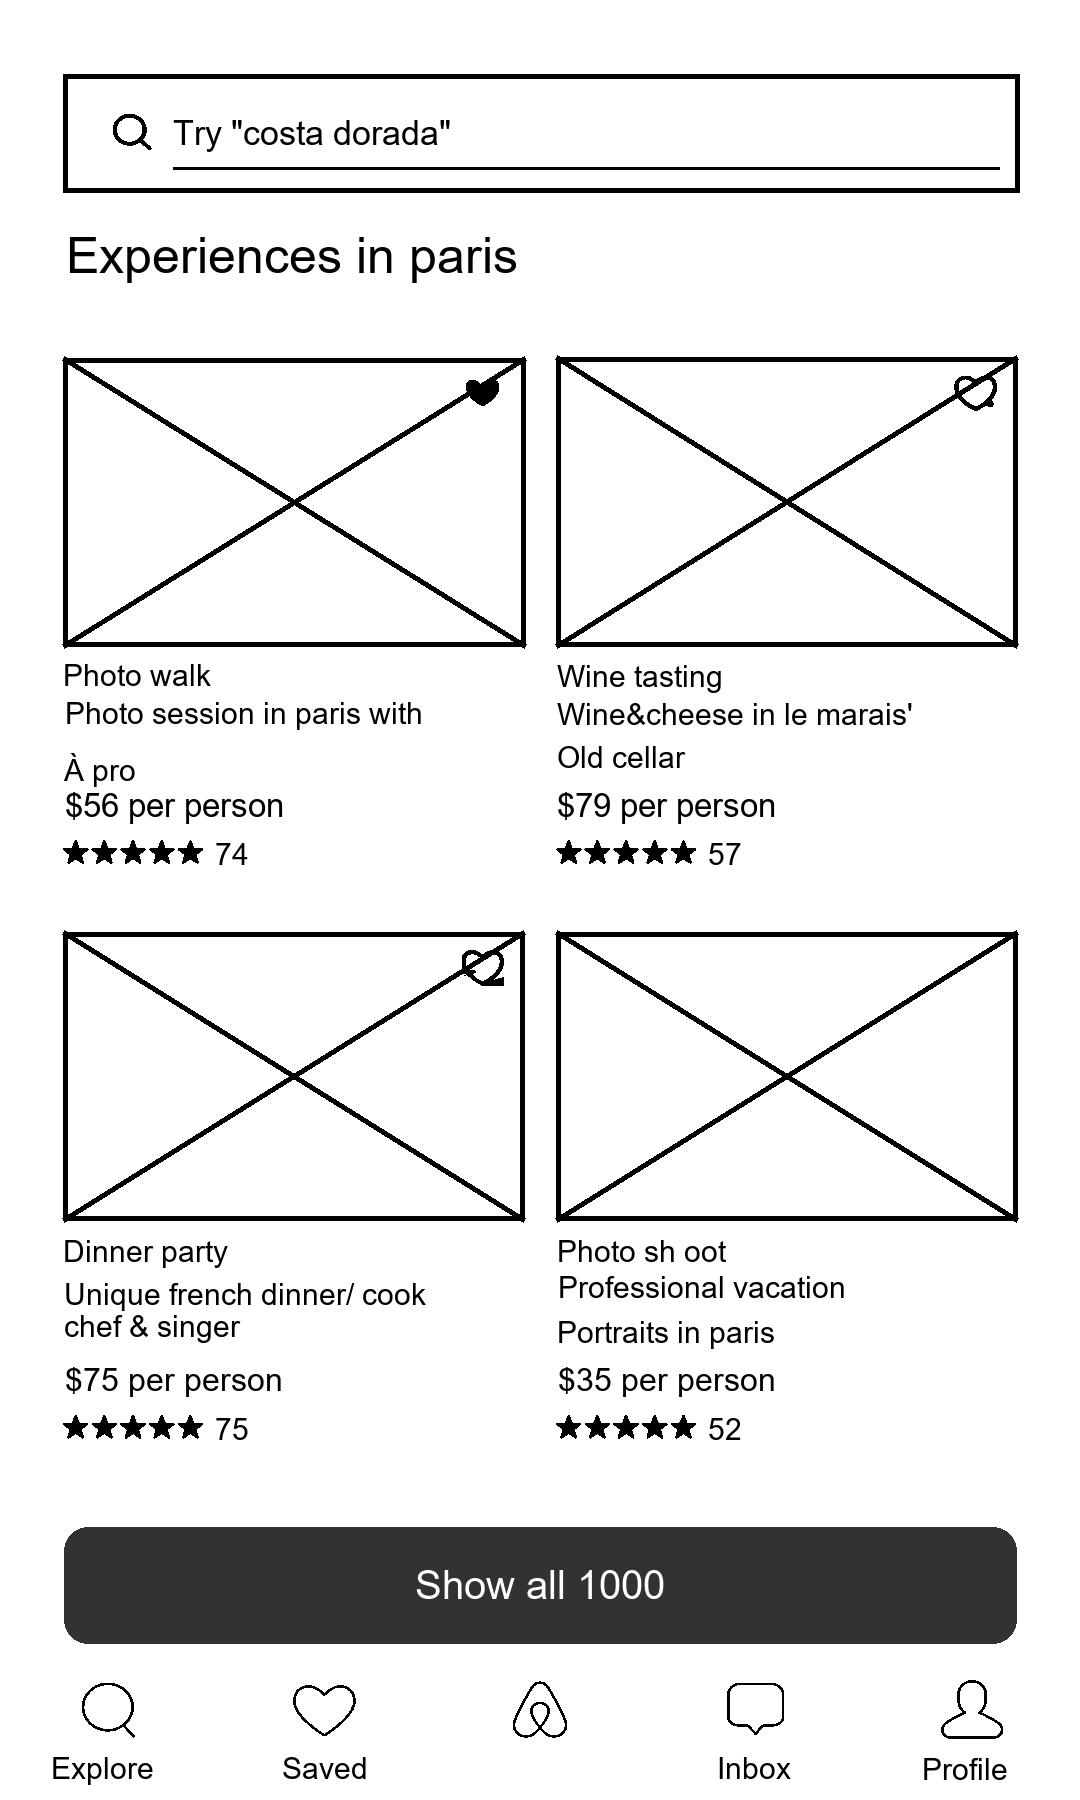 Try "costa dorada"
Experiences in paris
Photo walk
Photo session in paris with
À pro
$56 per person
74
Wine tasting
Wine&cheese in le marais'
Old cellar
$79 per person
57
Dinner party
Unique french dinner/ cook
chef & singer
$75 per person
75
Photo sh oot
Professional vacation
Portraits in paris
$35 per person
52
Show all 1000
Explore
Saved
Inbox
Profile